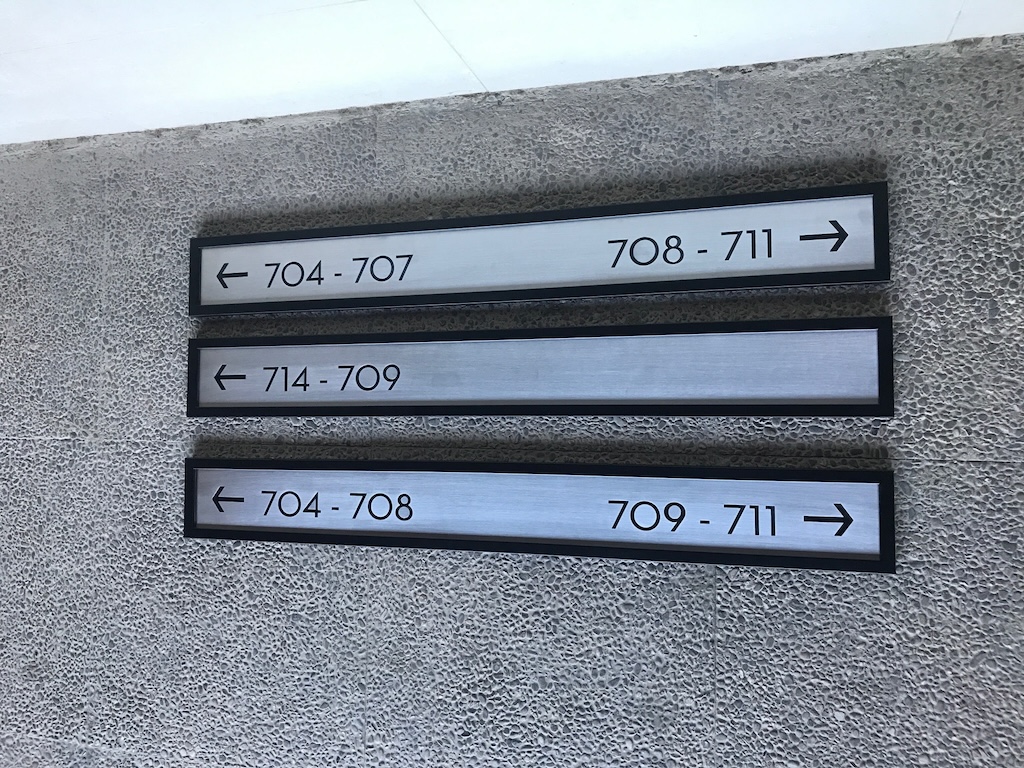 ← 704 - 707 708 - 711 →
← 714 - 709
← 704 - 708 709 - 711 →